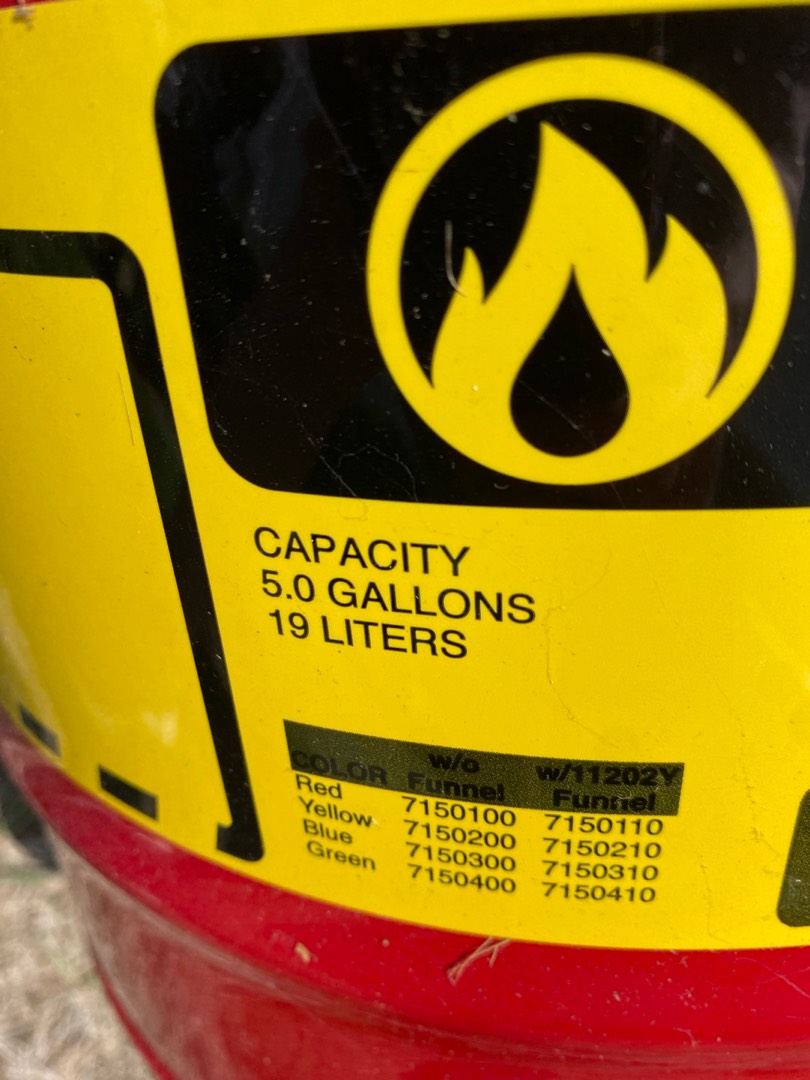 CAPACITY
5.0 GALLONS
19 LITERS
COLOR w/o Funnel w/11202Y Funnel
Red 7150100 7150110
Yellow 7150200 7150210
Blue 7150300 7150310
Green 7150400 7150410